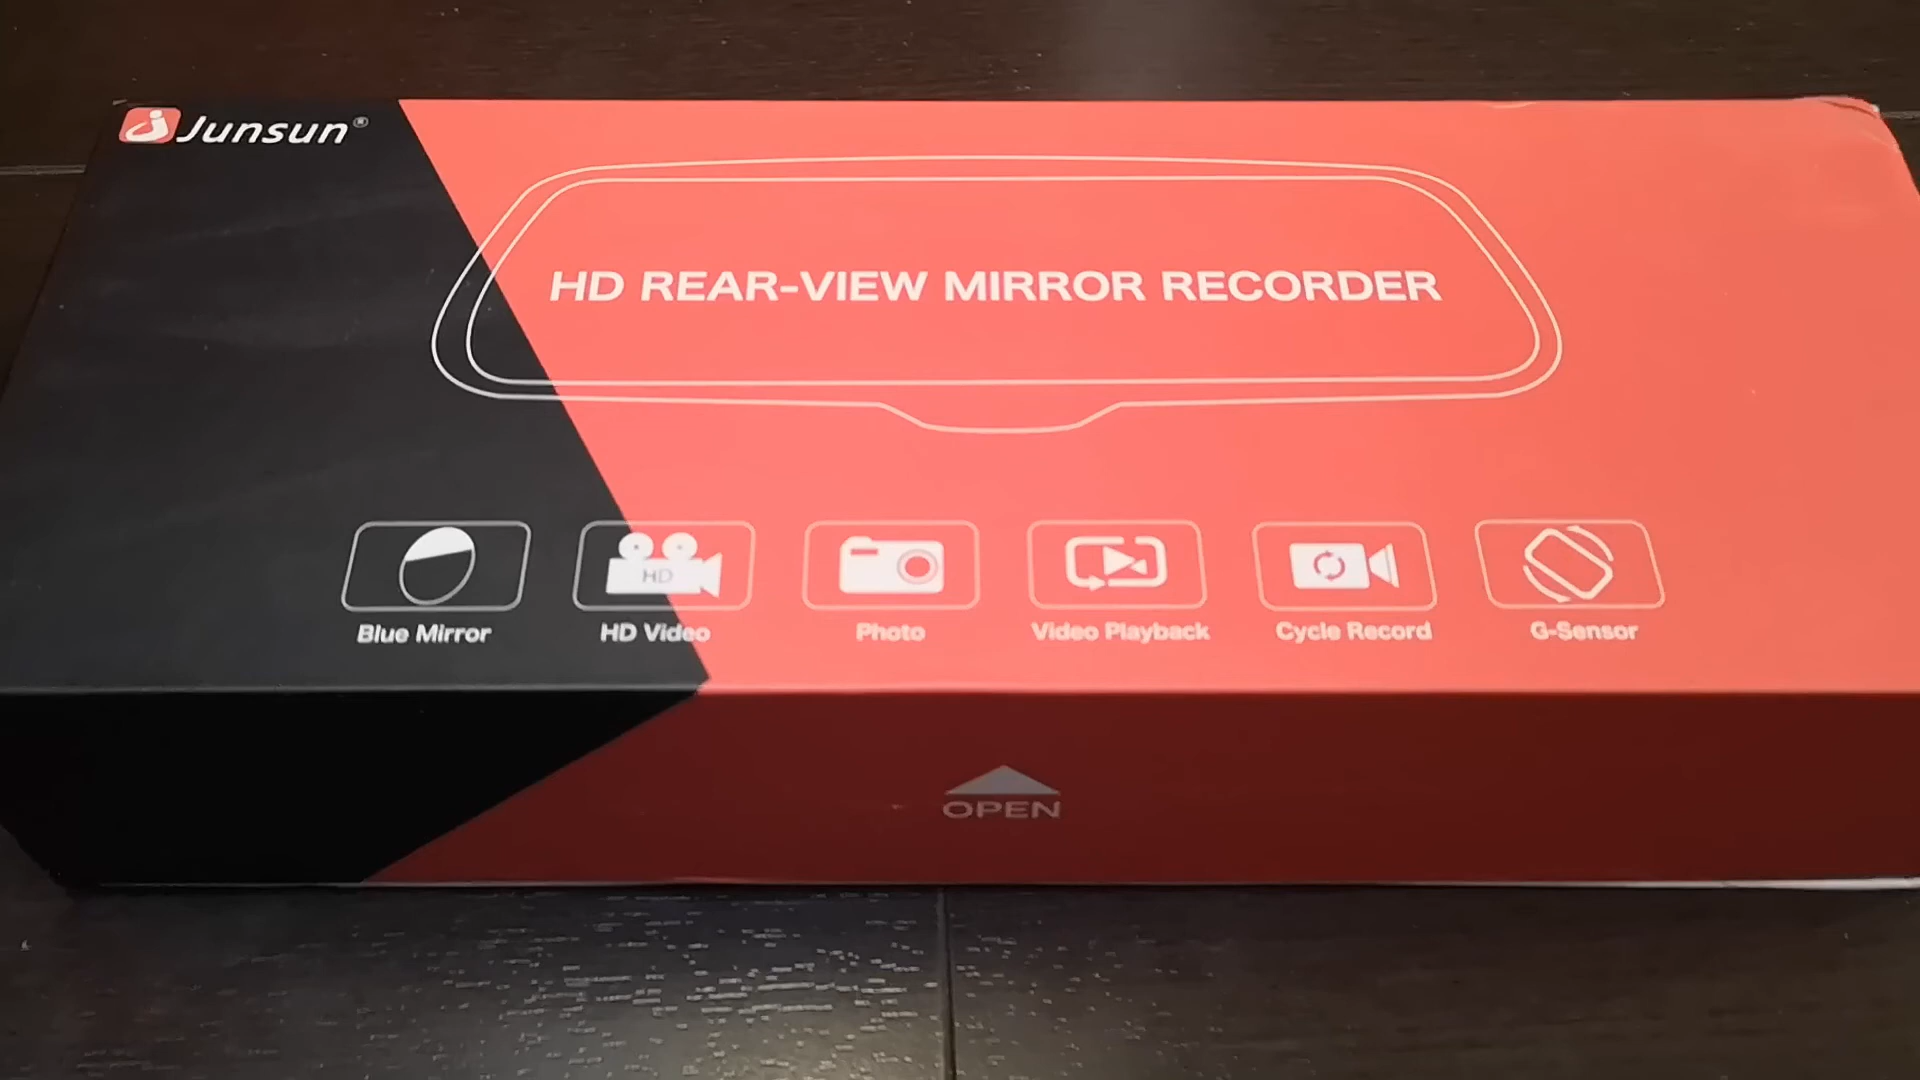 Junsun®
HD REAR-VIEW MIRROR RECORDER
HD
Blue Mirror
HD Video
Photo
Video Playback
Cycle Record
G-Sensor
OPEN